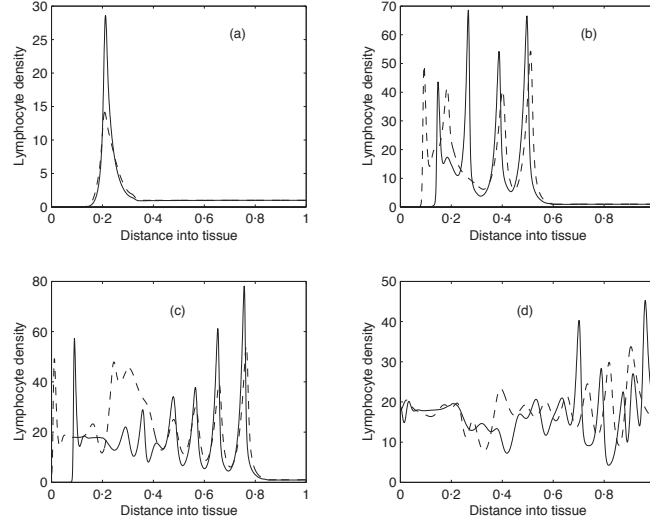 30
25
20
15
10
5
0
Lymphocyte density
(a)
0 0·2 0·4 0·6 0·8 1
Distance into tissue
70
60
50
40
30
20
10
0
Lymphocyte density
(b)
0 0·2 0·4 0·6 0·8
Distance into tissue
80
60
40
20
0
Lymphocyte density
(c)
0 0·2 0·4 0·6 0·8 1
Distance into tissue
50
40
30
20
10
0
Lymphocyte density
(d)
0 0·2 0·4 0·6 0·8
Distance into tissue